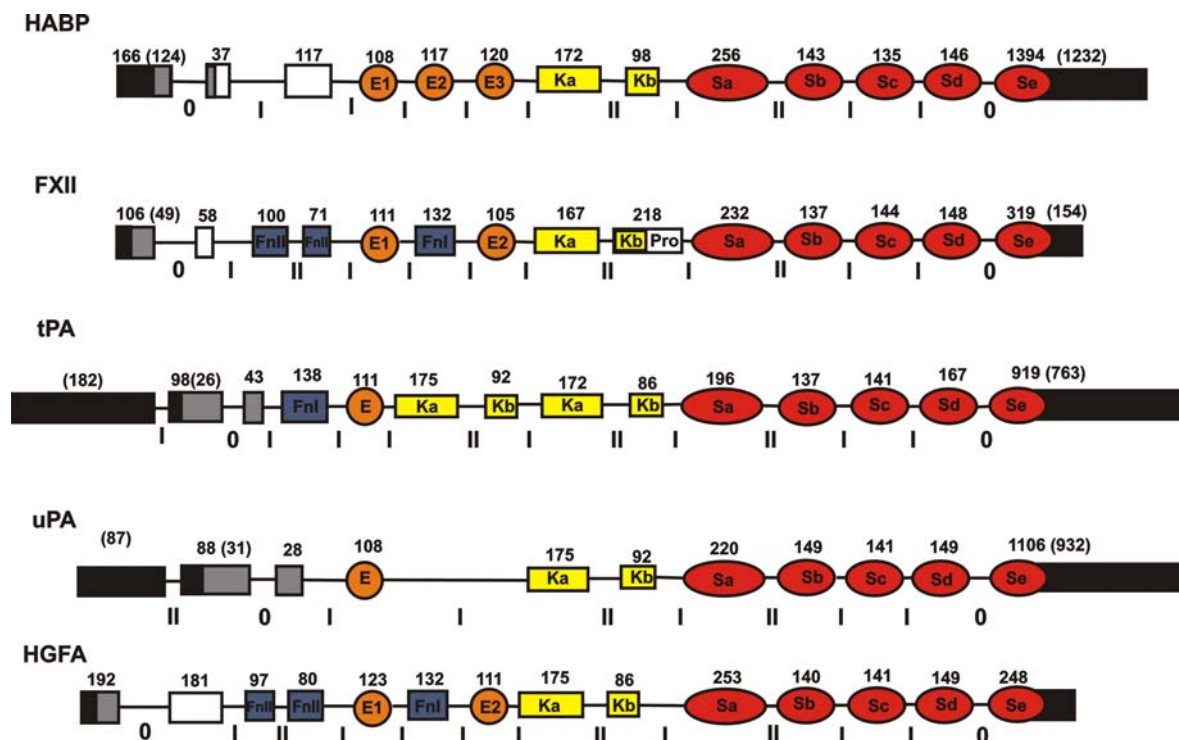 HABP
166 (124) 37 117 108 117 120 172 98 256 143 135 146 1394 (1232)
E1 E2 E3 Ka Kb Sa Sb Sc Sd Se
0 I I I I I II I II I I 0
FXII
106 (49) 58 100 71 111 132 105 167 218 232 137 144 148 319 (154)
FnII FnII E1 FnI E2 Ka Kb Pro Sa Sb Sc Sd Se
0 I II I I I I II I II I I 0
tPA
(182) 98(26) 43 138 111 175 92 172 86 196 137 141 167 919 (763)
FnI E Ka Kb Ka Kb Sa Sb Sc Sd Se
I 0 I I I II I II I II I I 0
uPA
(87) 88 (31) 28 108 175 92 220 149 141 149 1106 (932)
E Ka Kb Sa Sb Sc Sd Se
II 0 I I II I II I I 0
HGFA
192 181 97 80 123 132 111 175 86 253 140 141 149 248
FnII FnII E1 FnI E2 Ka Kb Sa Sb Sc Sd Se
0 I II I I I I II I II I I 0